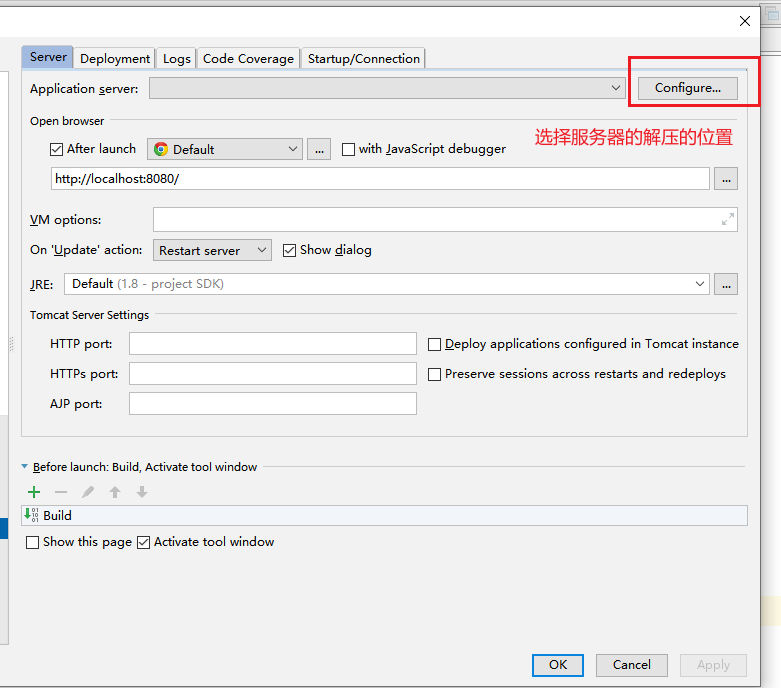 Server Deployment Logs Code Coverage Startup/Connection
Application server: Configure...
Open browser
选择服务器的解压的位置
After launch Default ... with JavaScript debugger
http://localhost:8080/ ...
VM options:
On 'Update' action: Restart server Show dialog
JRE: Default (1.8 - project SDK) ...
Tomcat Server Settings
HTTP port: Deploy applications configured in Tomcat instance
HTTPs port: Preserve sessions across restarts and redeploys
AJP port:
Before launch: Build, Activate tool window
Build
Show this page Activate tool window
OK Cancel Apply